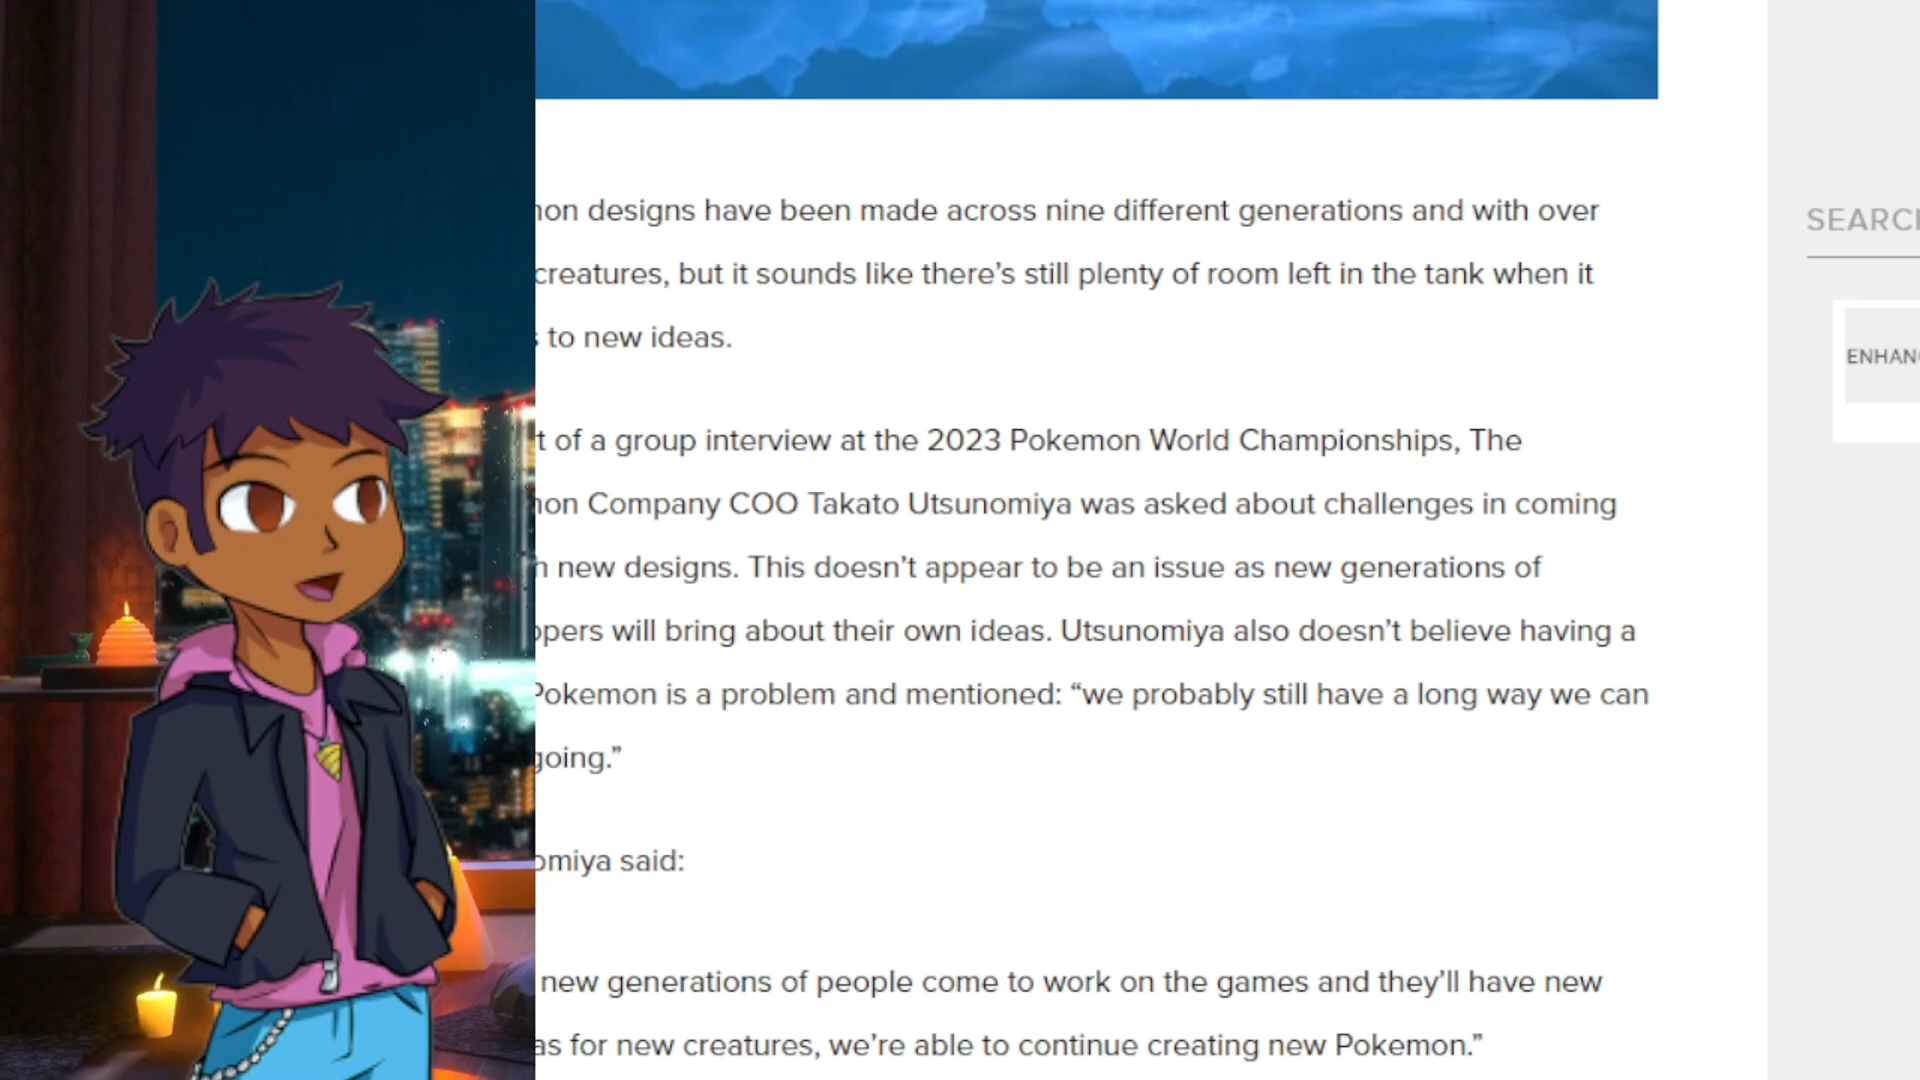 designs have been made across nine different generations and with over
creatures, but it sounds like there's still plenty of room left in the tank when it
to new ideas.
of a group interview at the 2023 Pokemon World Championships, The
Company COO Takato Utsunomiya was asked about challenges in coming
new designs. This doesn't appear to be an issue as new generations of
will bring about their own ideas. Utsunomiya also doesn't believe having a
Pokemon is a problem and mentioned: “we probably still have a long way we can
going.”
said:
new generations of people come to work on the games and they'll have new
for new creatures, we're able to continue creating new Pokemon.”